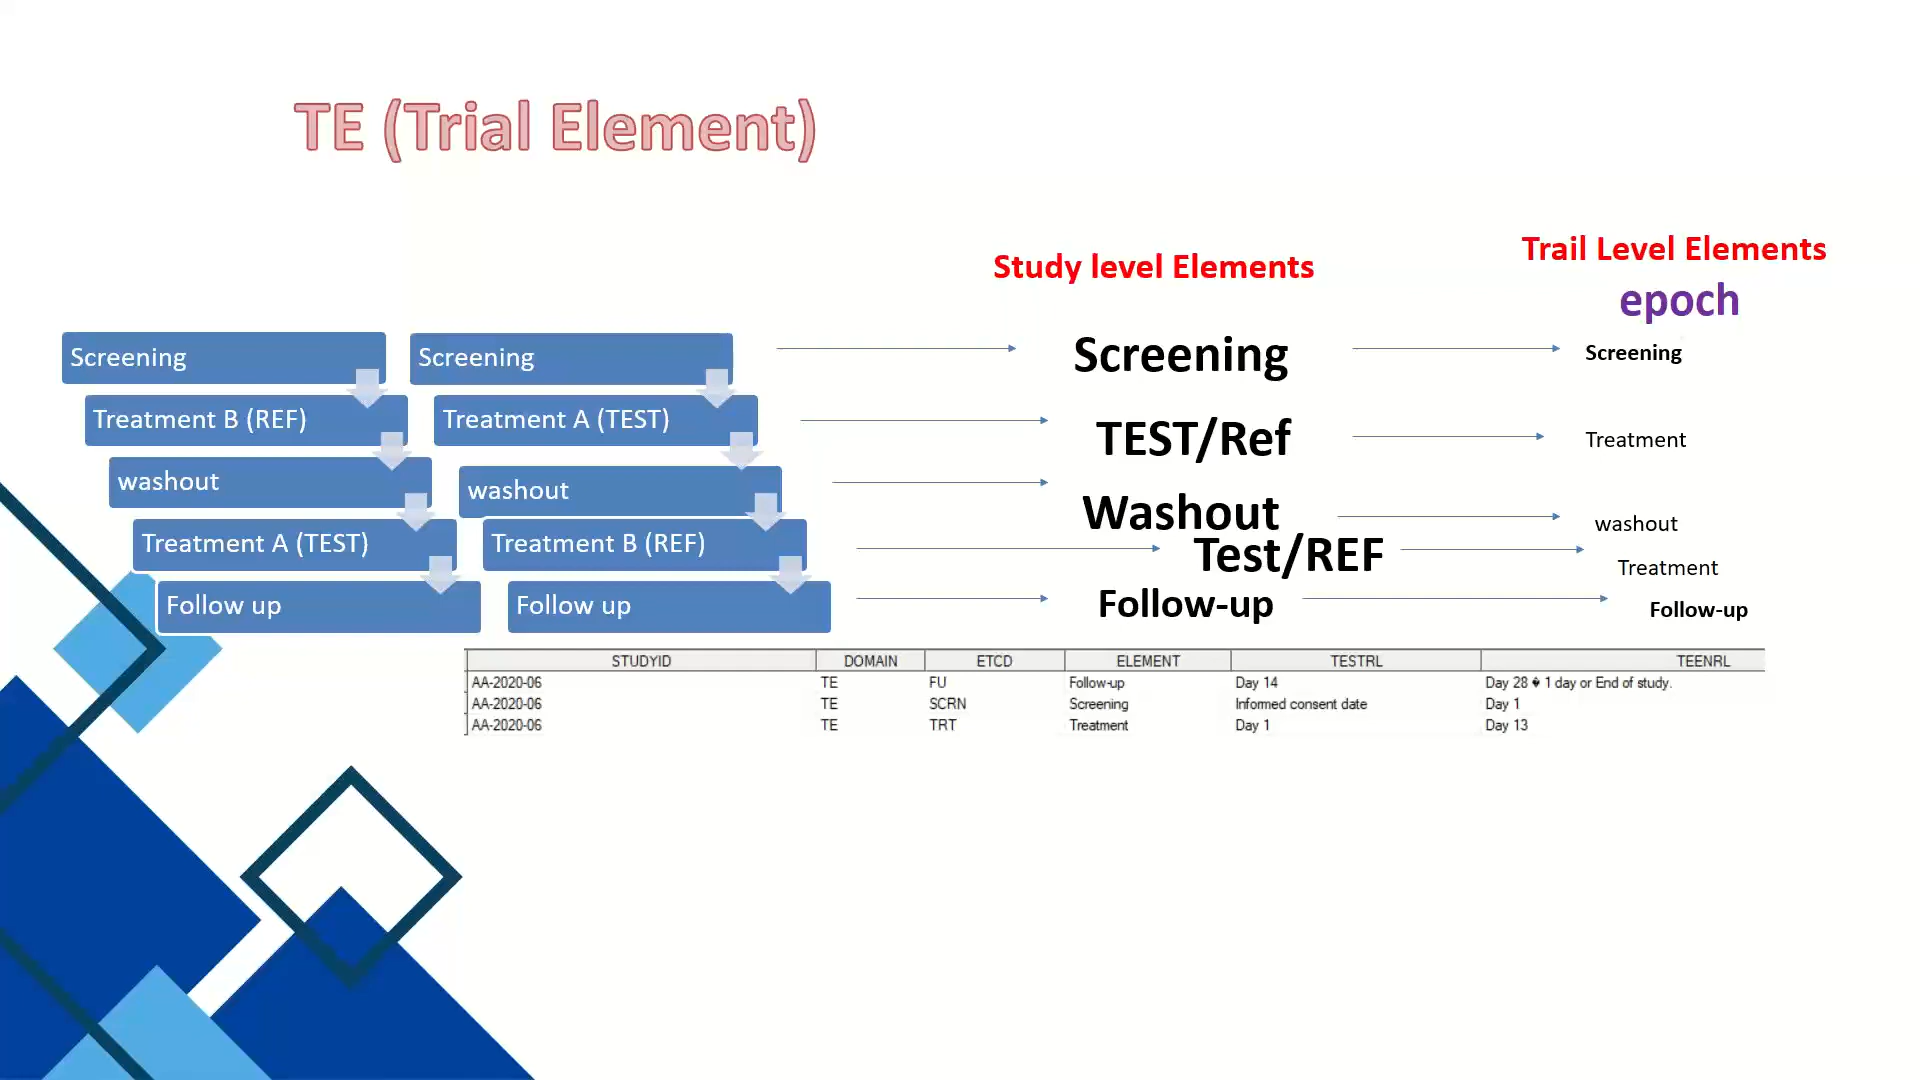 TE (Trial Element)
Study level Elements
Trail Level Elements
epoch
Screening
Treatment B (REF)
washout
Treatment A (TEST)
Follow up
Screening
Treatment A (TEST)
washout
Treatment B (REF)
Follow up
Screening
TEST/Ref
Washout
Test/REF
Follow-up
Screening
Treatment
washout
Treatment
Follow-up
STUDYID DOMAIN ETCD ELEMENT TESTRL TEENRL
AA-2020-06 TE FU Follow-up Day 14 Day 28 � 1 day or End of study.
AA-2020-06 TE SCRN Screening Informed consent date Day 1
AA-2020-06 TE TRT Treatment Day 1 Day 13